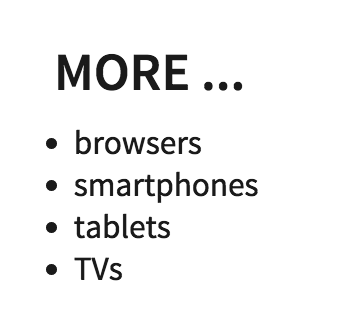 MORE ...
• browsers
• smartphones
• tablets
• TVs